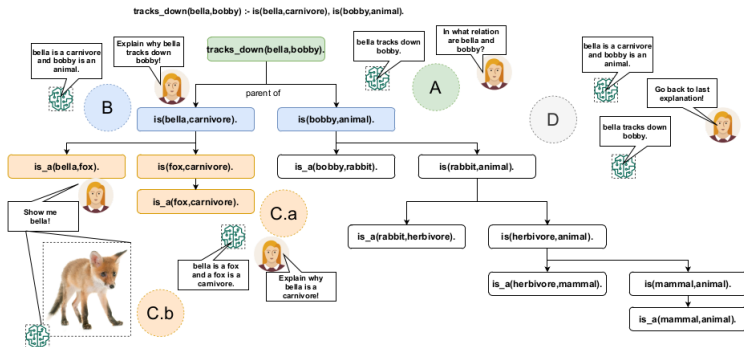 tracks_down(bella,bobby) :- is(bella,carnivore), is(bobby,animal).
bella is a carnivore
and bobby is an
animal.
Explain why bella
tracks down
bobby!
tracks_down(bella,bobby).
bella tracks down
bobby.
In what relation
are bella and
bobby?
bella is a carnivore
and bobby is an
animal.
Go back to last
explanation!
bella tracks down
bobby.
A
B
D
parent of
is(bella,carnivore).
is(bobby,animal).
is_a(bella,fox).
is(fox,carnivore).
is_a(bobby,rabbit).
is(rabbit,animal).
is_a(fox,carnivore).
Show me
bella!
C.a
bella is a fox
and a fox is a
carnivore.
Explain why
bella is a
carnivore!
C.b
is_a(rabbit,herbivore).
is(herbivore,animal).
is_a(herbivore,mammal).
is(mammal,animal).
is_a(mammal,animal).